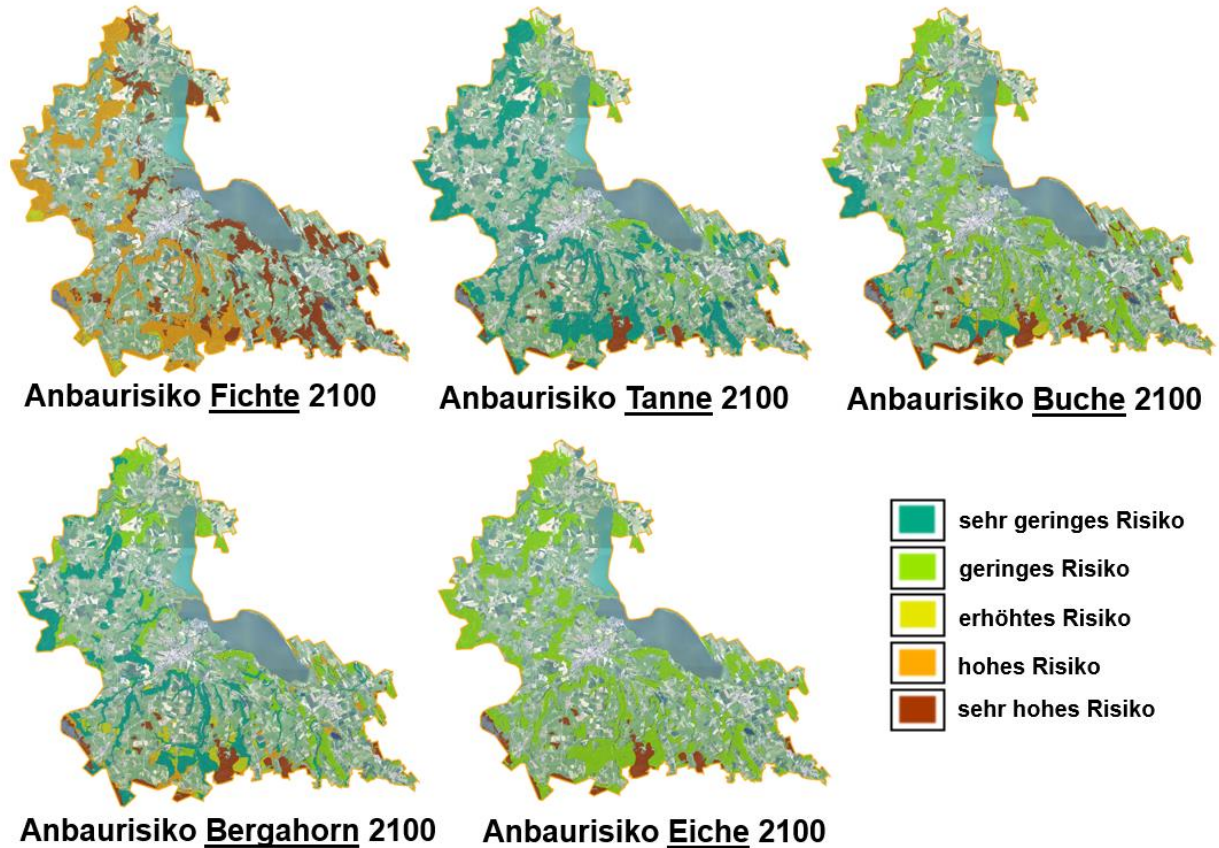 Anbaurisiko Fichte 2100
Anbaurisiko Tanne 2100
Anbaurisiko Buche 2100
Anbaurisiko Bergahorn 2100
Anbaurisiko Eiche 2100
sehr geringes Risiko
geringes Risiko
erhöhtes Risiko
hohes Risiko
sehr hohes Risiko